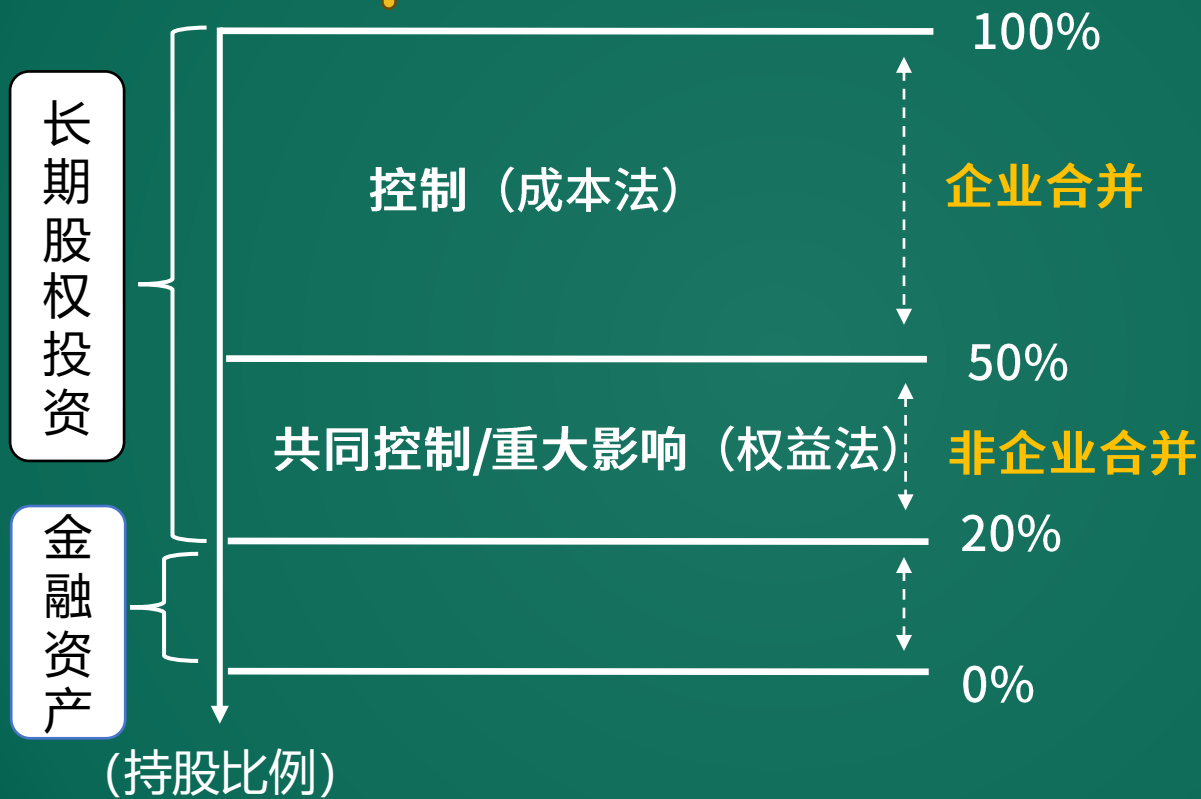 100%
长期股权投资
控制（成本法）
企业合并
50%
共同控制/重大影响（权益法）
非企业合并
20%
金融资产
0%
（持股比例）